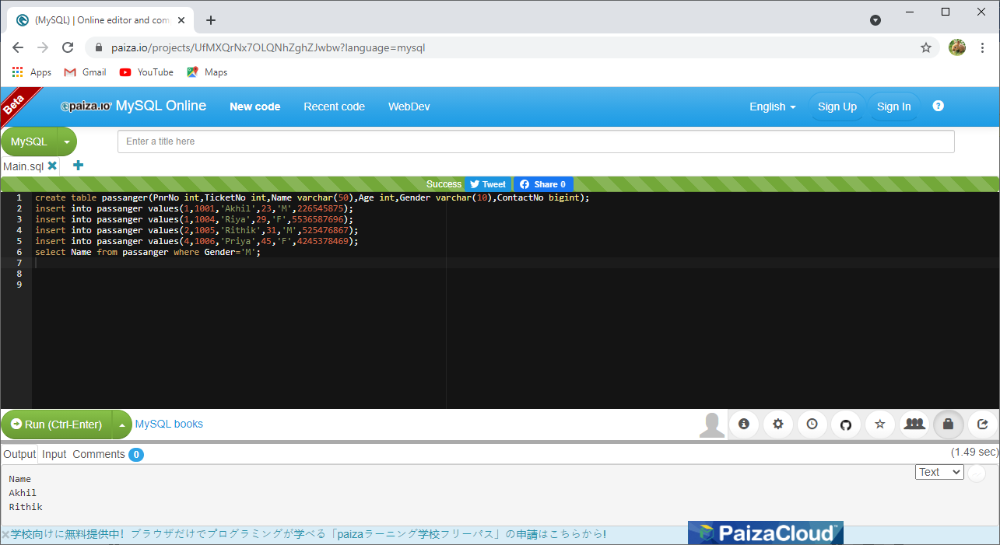 (MySQL) | Online editor and com
paiza.io/projects/UfMXQrNx7OLQNhZghZJwbw?language=mysql
Apps Gmail YouTube Maps
Beta paiza.io MySQL Online New code Recent code WebDev English Sign Up Sign In ?
MySQL Enter a title here
Main.sql
Success Tweet Share 0
1 create table passanger(PnrNo int,TicketNo int,Name varchar(50),Age int,Gender varchar(10),ContactNo bigint);
2 insert into passanger values(1,1001,'Akhil',23,'M',226545875);
3 insert into passanger values(1,1004,'Riya',29,'F',5536587696);
4 insert into passanger values(2,1005,'Rithik',31,'M',525476867);
5 insert into passanger values(4,1006,'Priya',45,'F',4245378469);
6 select Name from passanger where Gender='M';
7
8
9
Run (Ctrl-Enter) MySQL books
Output Input Comments 0 (1.49 sec)
Text
Name
Akhil
Rithik
×学校向けに無料提供中! ブラウザだけでプログラミングが学べる「paizaラーニング学校フリーパス」の申請はこちらから!
PaizaCloud